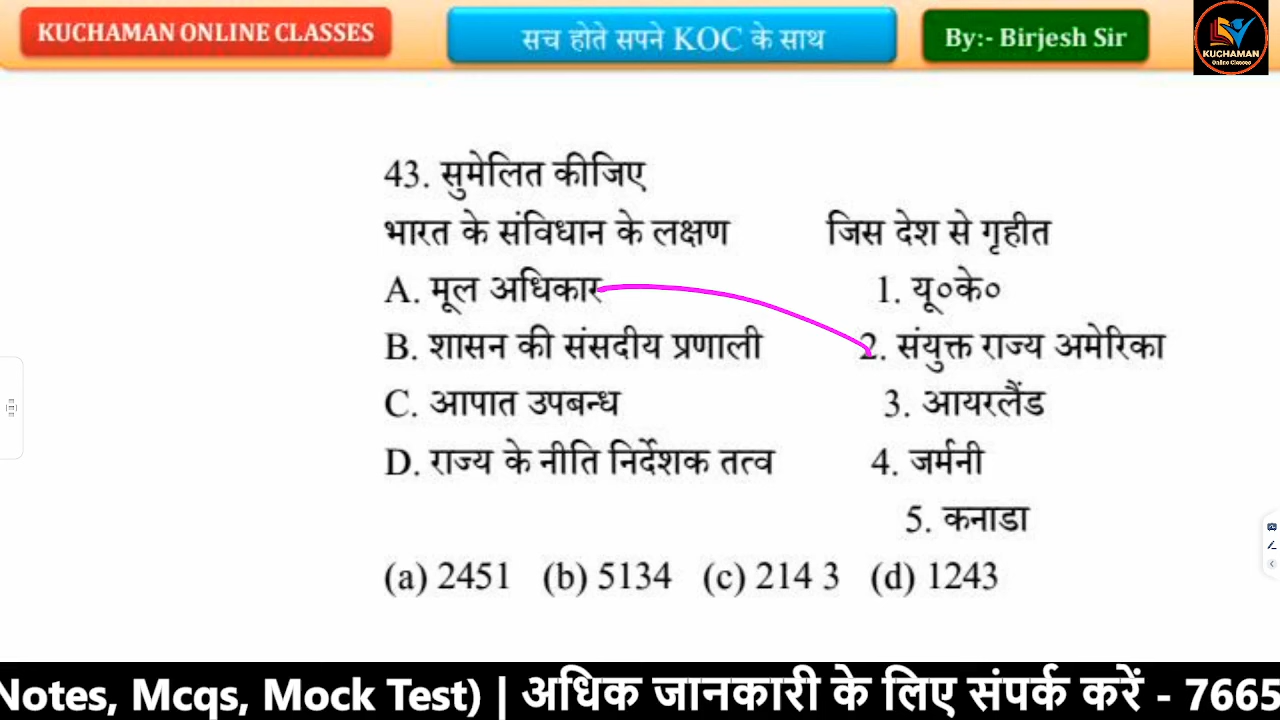 KUCHAMAN ONLINE CLASSES
सच होते सपने KOC के साथ
By:- Birjesh Sir
KUCHAMAN
Online Classes
43. सुमेलित कीजिए
भारत के संविधान के लक्षण जिस देश से गृहीत
A. मूल अधिकार 1. यू०के०
B. शासन की संसदीय प्रणाली 2. संयुक्त राज्य अमेरिका
C. आपात उपबन्ध 3. आयरलैंड
D. राज्य के नीति निर्देशक तत्व 4. जर्मनी
5. कनाडा
(a) 2451 (b) 5134 (c) 214 3 (d) 1243
Notes, Mcqs, Mock Test) | अधिक जानकारी के लिए संपर्क करें - 7665